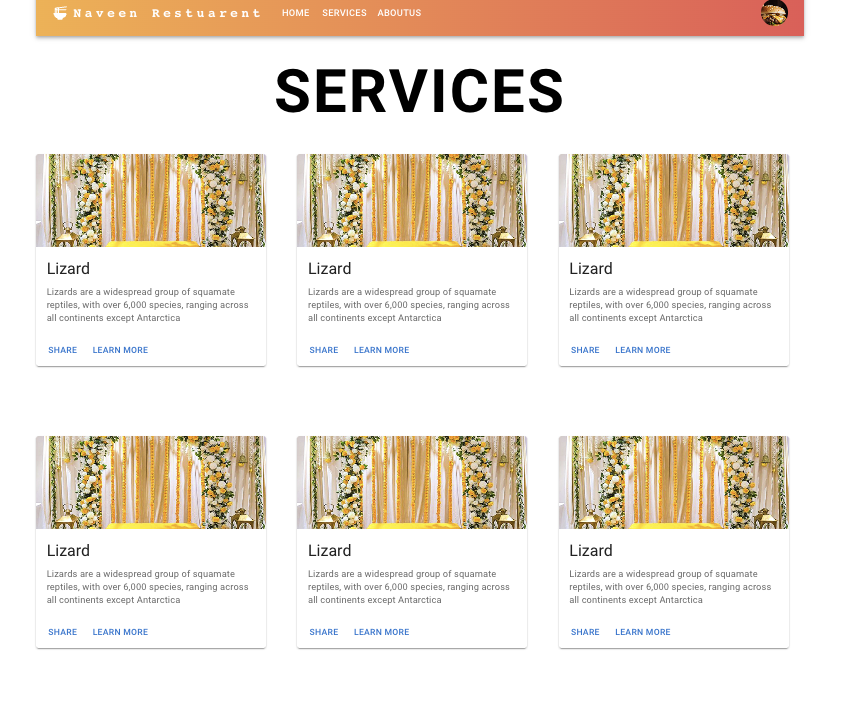 Naveen Restuarent HOME SERVICES ABOUTUS
SERVICES
Lizard
Lizards are a widespread group of squamate
reptiles, with over 6,000 species, ranging across
all continents except Antarctica
SHARE LEARN MORE
Lizard
Lizards are a widespread group of squamate
reptiles, with over 6,000 species, ranging across
all continents except Antarctica
SHARE LEARN MORE
Lizard
Lizards are a widespread group of squamate
reptiles, with over 6,000 species, ranging across
all continents except Antarctica
SHARE LEARN MORE
Lizard
Lizards are a widespread group of squamate
reptiles, with over 6,000 species, ranging across
all continents except Antarctica
SHARE LEARN MORE
Lizard
Lizards are a widespread group of squamate
reptiles, with over 6,000 species, ranging across
all continents except Antarctica
SHARE LEARN MORE
Lizard
Lizards are a widespread group of squamate
reptiles, with over 6,000 species, ranging across
all continents except Antarctica
SHARE LEARN MORE